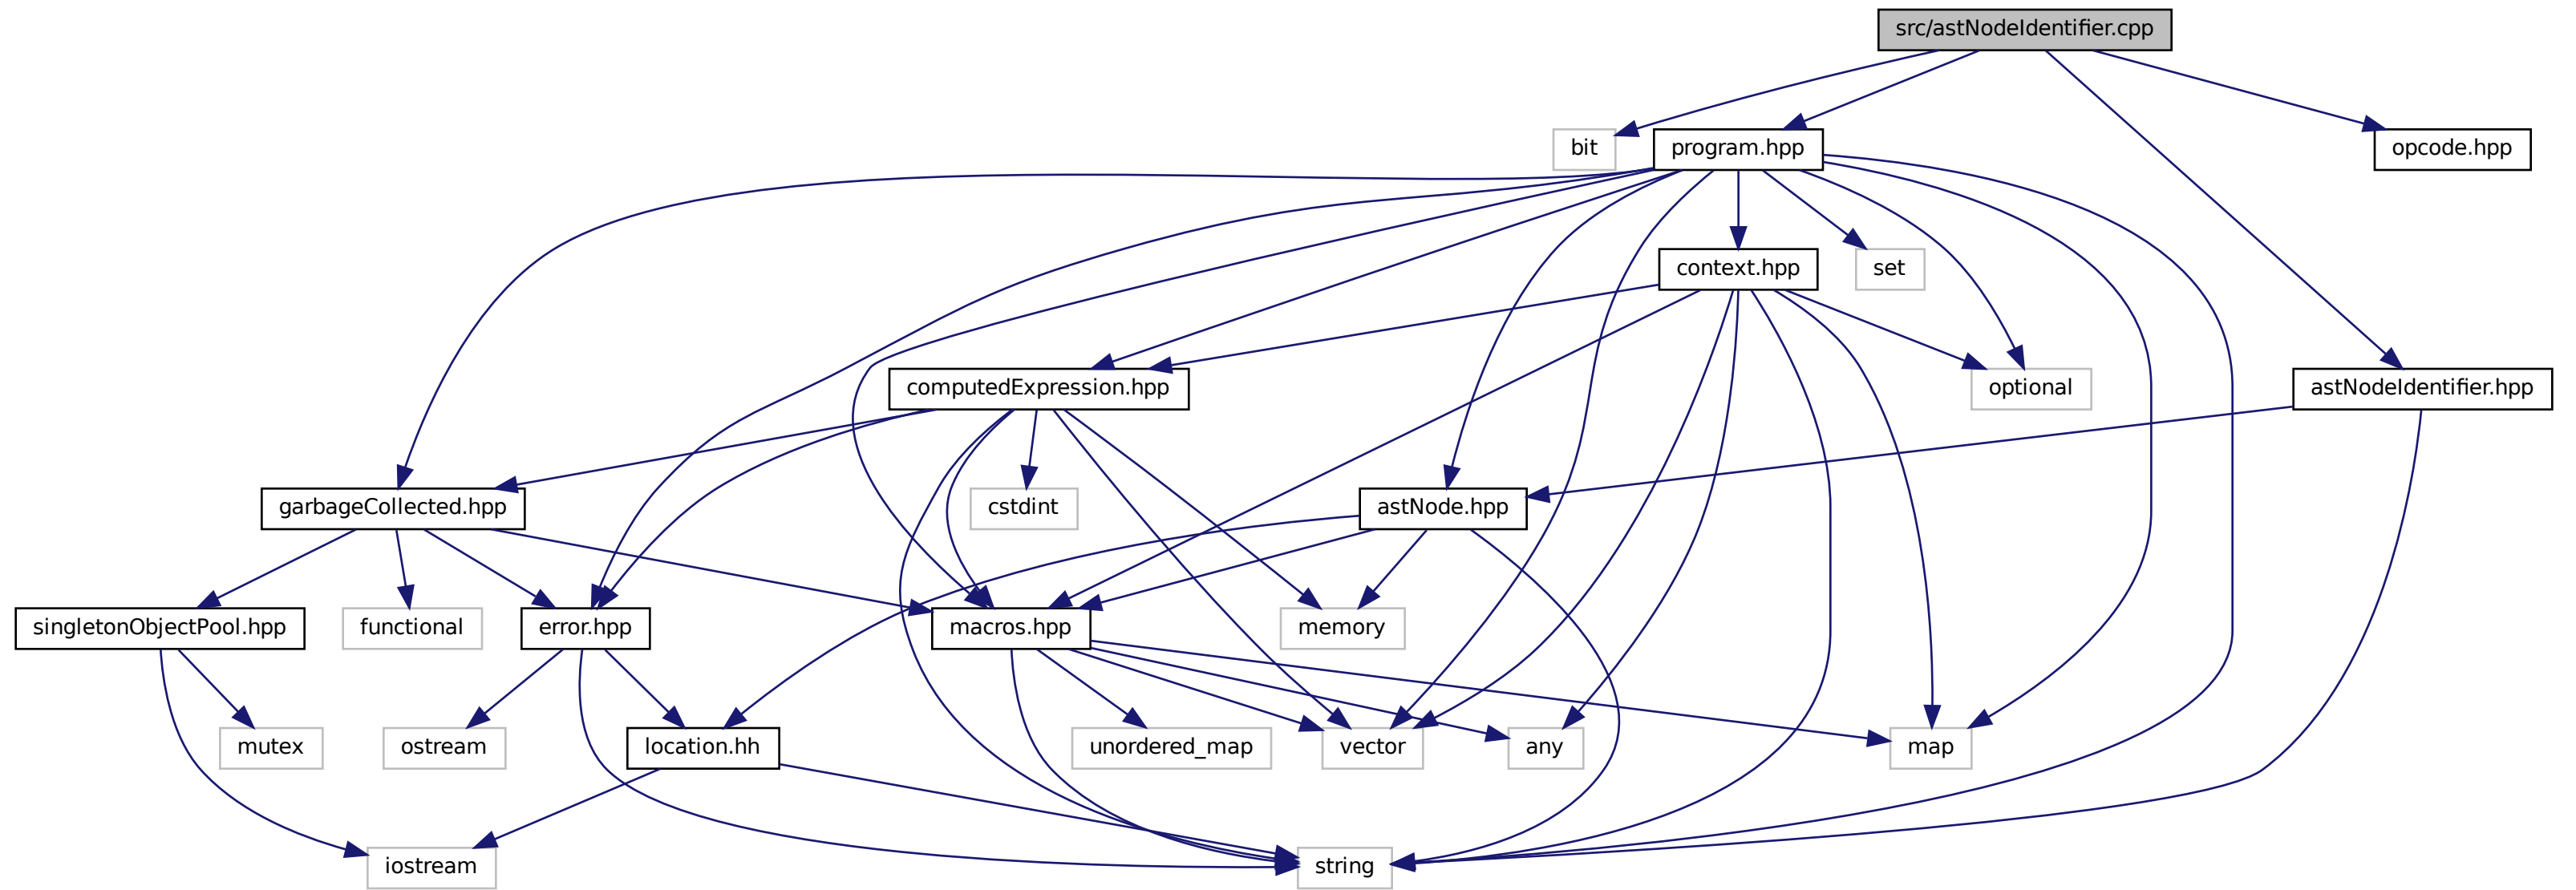 src/astNodeIdentifier.cpp
bit
program.hpp
opcode.hpp
context.hpp
set
computedExpression.hpp
optional
astNodeIdentifier.hpp
garbageCollected.hpp
cstdint
astNode.hpp
singletonObjectPool.hpp
functional
error.hpp
macros.hpp
memory
mutex
ostream
location.hh
unordered_map
vector
any
map
iostream
string